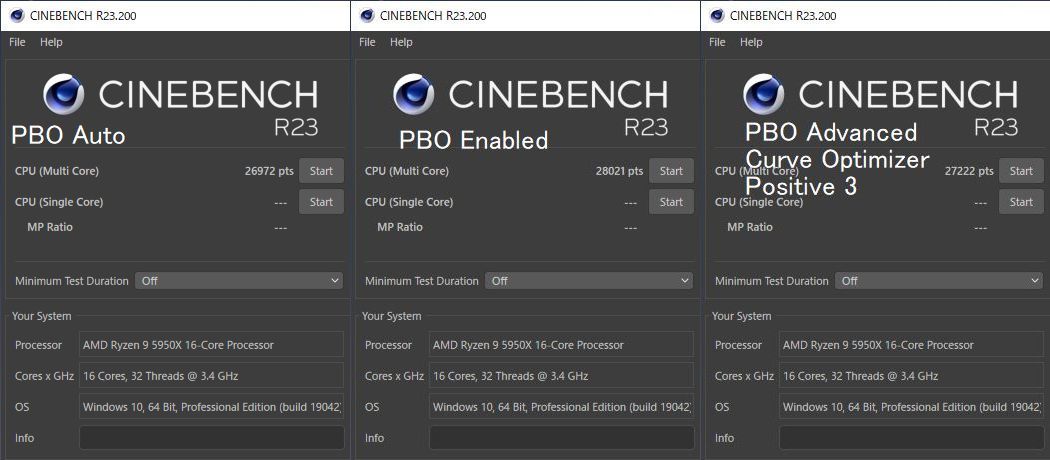 CINEBENCH R23.200
File Help
CINEBENCH
R23
PBO Auto
CPU (Multi Core) 26972 pts Start
CPU (Single Core) --- Start
MP Ratio ---
Minimum Test Duration Off
Your System
Processor AMD Ryzen 9 5950X 16-Core Processor
Cores x GHz 16 Cores, 32 Threads @ 3.4 GHz
OS Windows 10, 64 Bit, Professional Edition (build 19042)
Info
CINEBENCH R23.200
File Help
CINEBENCH
R23
PBO Enabled
CPU (Multi Core) 28021 pts Start
CPU (Single Core) --- Start
MP Ratio ---
Minimum Test Duration Off
Your System
Processor AMD Ryzen 9 5950X 16-Core Processor
Cores x GHz 16 Cores, 32 Threads @ 3.4 GHz
OS Windows 10, 64 Bit, Professional Edition (build 19042)
Info
CINEBENCH R23.200
File Help
CINEBENCH
R23
PBO Advanced
Curve Optimizer
Positive 3
CPU (Multi Core) 27222 pts Start
CPU (Single Core) --- Start
MP Ratio ---
Minimum Test Duration Off
Your System
Processor AMD Ryzen 9 5950X 16-Core Processor
Cores x GHz 16 Cores, 32 Threads @ 3.4 GHz
OS Windows 10, 64 Bit, Professional Edition (build 19042)
Info